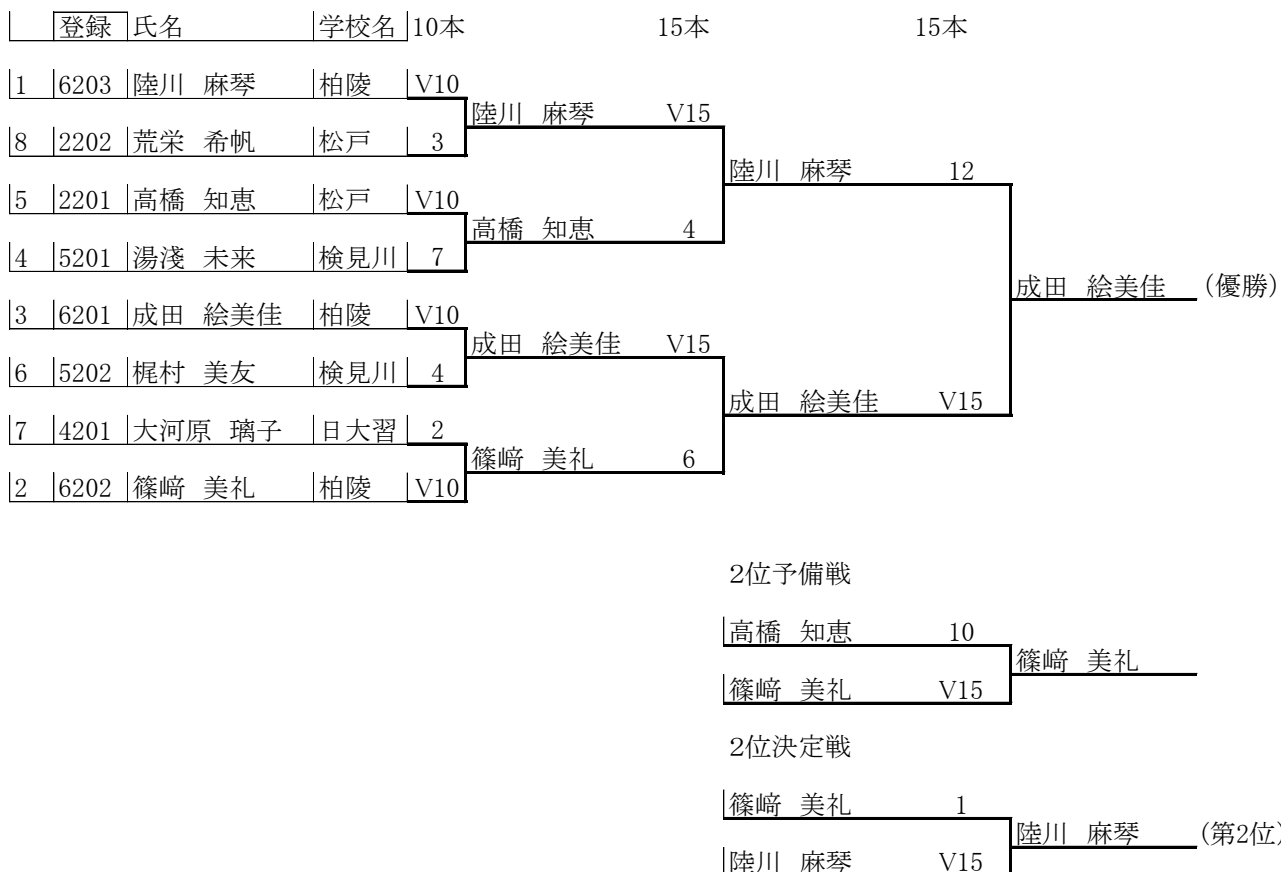 登録 氏名 学校名 10本 15本 15本
1 6203 陸川 麻琴 柏陵 V10
陸川 麻琴 V15
8 2202 荒栄 希帆 松戸 3
陸川 麻琴 12
5 2201 高橋 知恵 松戸 V10
高橋 知恵 4
4 5201 湯淺 未来 検見川 7
成田 絵美佳 (優勝)
3 6201 成田 絵美佳 柏陵 V10
成田 絵美佳 V15
6 5202 梶村 美友 検見川 4
成田 絵美佳 V15
7 4201 大河原 璃子 日大習 2
篠﨑 美礼 6
2 6202 篠﨑 美礼 柏陵 V10
2位予備戦
高橋 知恵 10
篠﨑 美礼
篠﨑 美礼 V15
2位決定戦
篠﨑 美礼 1
陸川 麻琴 (第2位)
陸川 麻琴 V15